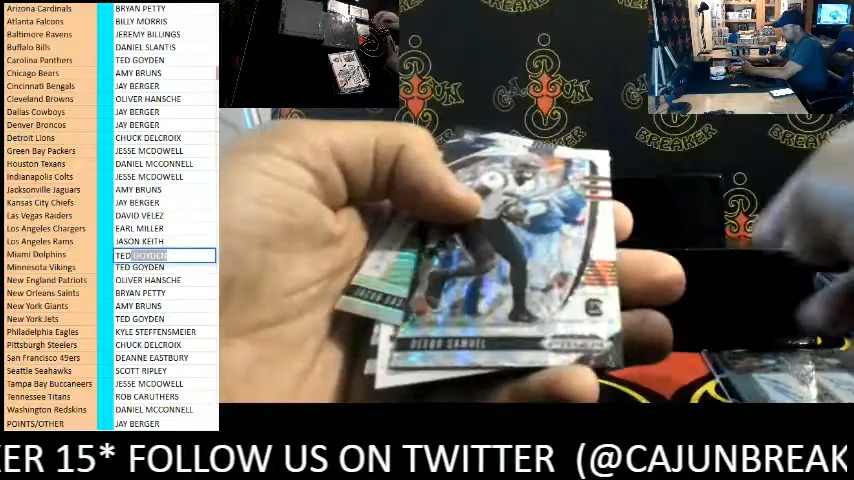 Arizona Cardinals BRYAN PETTY
Atlanta Falcons BILLY MORRIS
Baltimore Ravens JEREMY BILLINGS
Buffalo Bills DANIEL SLANTIS
Carolina Panthers TED GOYDEN
Chicago Bears AMY BRUNS
Cincinnati Bengals JAY BERGER
Cleveland Browns OLIVER HANSCHE
Dallas Cowboys JAY BERGER
Denver Broncos JAY BERGER
Detroit Lions CHUCK DELCROIX
Green Bay Packers JESSE MCDOWELL
Houston Texans DANIEL MCCONNELL
Indianapolis Colts JESSE MCDOWELL
Jacksonville Jaguars AMY BRUNS
Kansas City Chiefs JAY BERGER
Las Vegas Raiders DAVID VELEZ
Los Angeles Chargers EARL MILLER
Los Angeles Rams JASON KEITH
Miami Dolphins TED GOYDEN
Minnesota Vikings TED GOYDEN
New England Patriots OLIVER HANSCHE
New Orleans Saints BRYAN PETTY
New York Giants AMY BRUNS
New York Jets TED GOYDEN
Philadelphia Eagles KYLE STEFFENSMEIER
Pittsburgh Steelers CHUCK DELCROIX
San Francisco 49ers DEANNE EASTBURY
Seattle Seahawks SCOTT RIPLEY
Tampa Bay Buccaneers JESSE MCDOWELL
Tennessee Titans ROB CARUTHERS
Washington Redskins DANIEL MCCONNELL
POINTS/OTHER JAY BERGER
CAJUN
BREAKER
BREAKER
DEEBO SAMUEL
PRIZM
ER 15* FOLLOW US ON TWITTER (@CAJUNBREAK